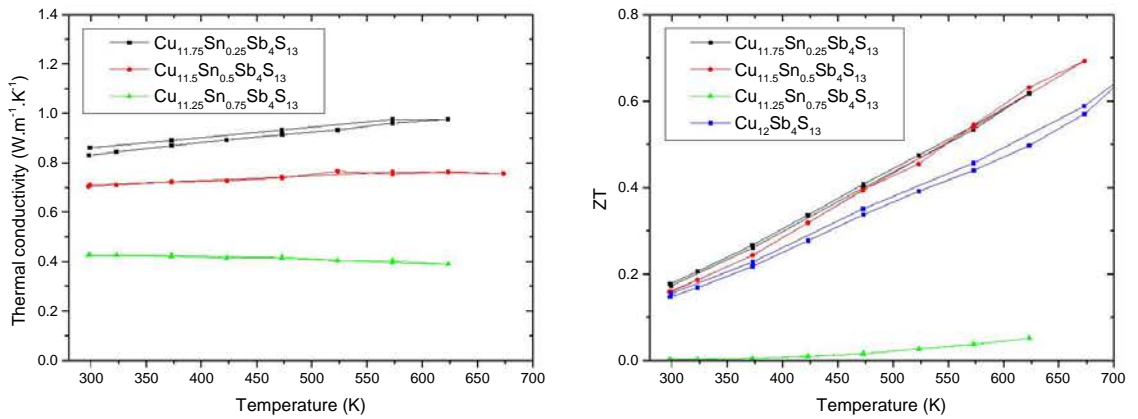 Thermal conductivity (W.m⁻¹.K⁻¹)
1.4
1.2
1.0
0.8
0.6
0.4
0.2
0.0
Cu₁₁.₇₅Sn₀.₂₅Sb₄S₁₃
Cu₁₁.₅Sn₀.₅Sb₄S₁₃
Cu₁₁.₂₅Sn₀.₇₅Sb₄S₁₃
300 350 400 450 500 550 600 650 700
Temperature (K)
ZT
0.8
0.6
0.4
0.2
0.0
Cu₁₁.₇₅Sn₀.₂₅Sb₄S₁₃
Cu₁₁.₅Sn₀.₅Sb₄S₁₃
Cu₁₁.₂₅Sn₀.₇₅Sb₄S₁₃
Cu₁₂Sb₄S₁₃
300 350 400 450 500 550 600 650 700
Temperature (K)